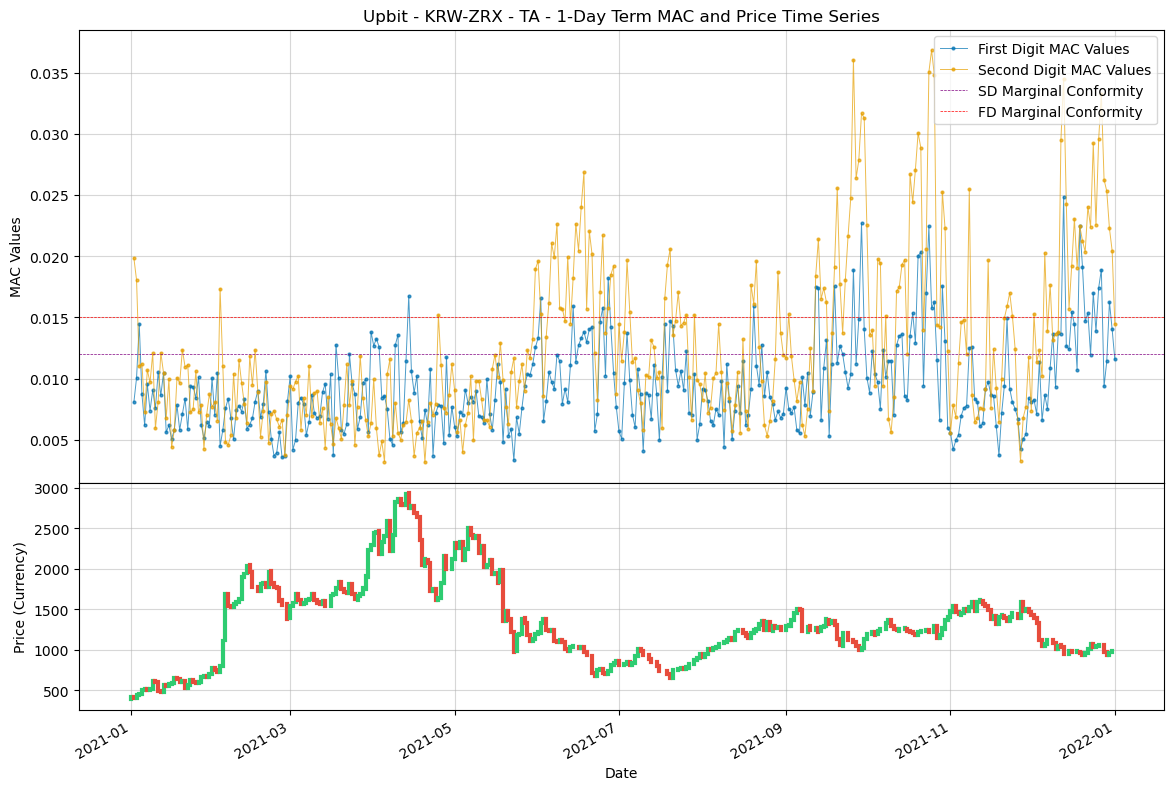 Upbit - KRW-ZRX - TA - 1-Day Term MAC and Price Time Series
First Digit MAC Values
Second Digit MAC Values
SD Marginal Conformity
FD Marginal Conformity
MAC Values
0.035
0.030
0.025
0.020
0.015
0.010
0.005
Price (Currency)
3000
2500
2000
1500
1000
500
2021-01
2021-03
2021-05
2021-07
2021-09
2021-11
2022-01
Date